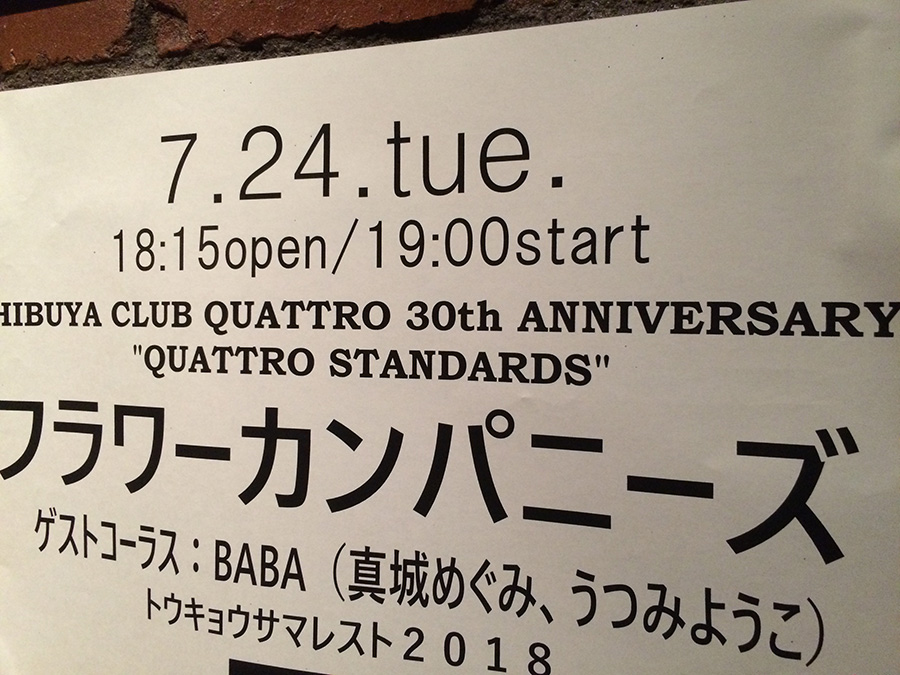 7.24.tue.
18:15open/19:00start
HIBUYA CLUB QUATTRO 30th ANNIVERSARY
"QUATTRO STANDARDS"
フラワーカンパニーズ
ゲストコーラス：BABA（真城めぐみ、うつみようこ）
トウキョウサマレスト２０１８